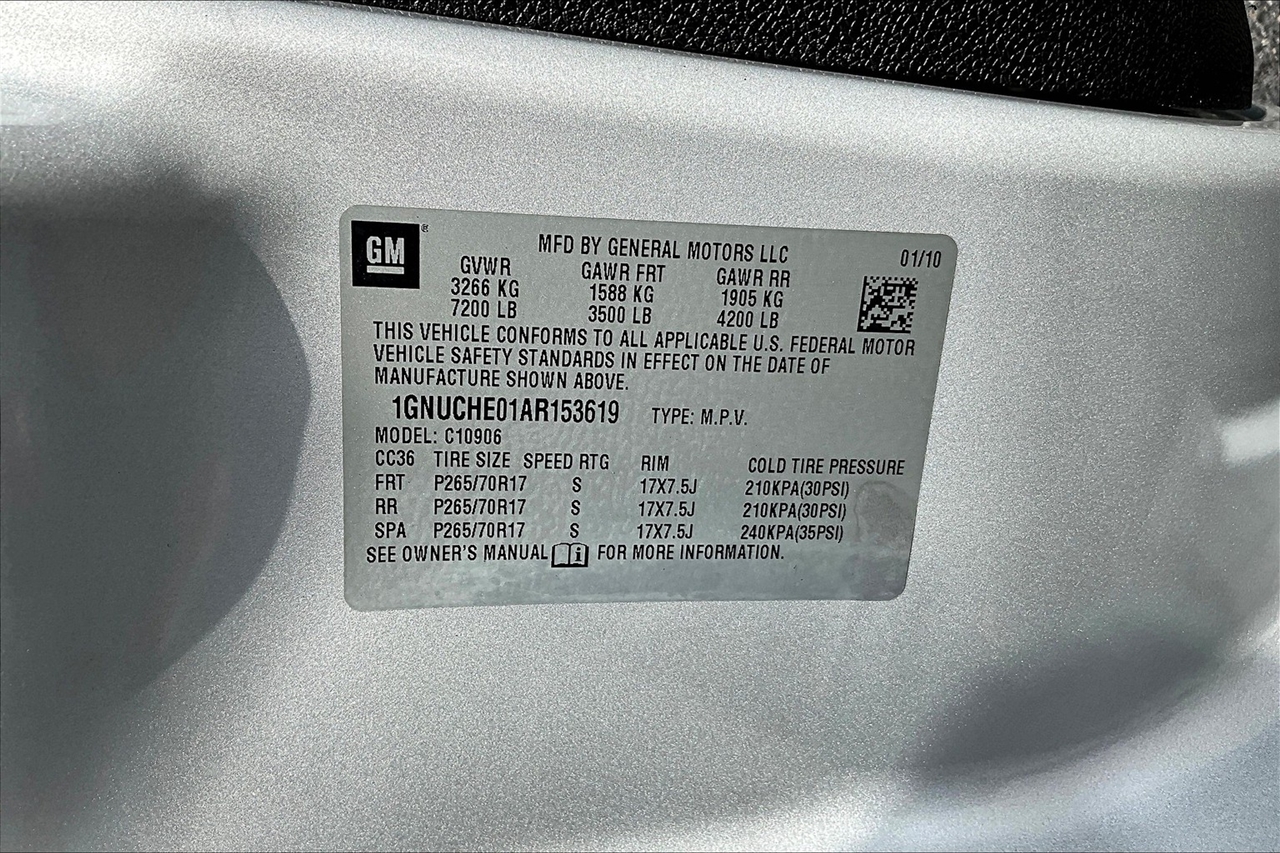 GM ®
MFD BY GENERAL MOTORS LLC 01/10
GVWR GAWR FRT GAWR RR
3266 KG 1588 KG 1905 KG
7200 LB 3500 LB 4200 LB
THIS VEHICLE CONFORMS TO ALL APPLICABLE U.S. FEDERAL MOTOR
VEHICLE SAFETY STANDARDS IN EFFECT ON THE DATE OF
MANUFACTURE SHOWN ABOVE.
1GNUCHE01AR153619 TYPE: M.P.V.
MODEL: C10906
CC36 TIRE SIZE SPEED RTG RIM COLD TIRE PRESSURE
FRT P265/70R17 S 17X7.5J 210KPA(30PSI)
RR P265/70R17 S 17X7.5J 210KPA(30PSI)
SPA P265/70R17 S 17X7.5J 240KPA(35PSI)
SEE OWNER'S MANUAL i FOR MORE INFORMATION.